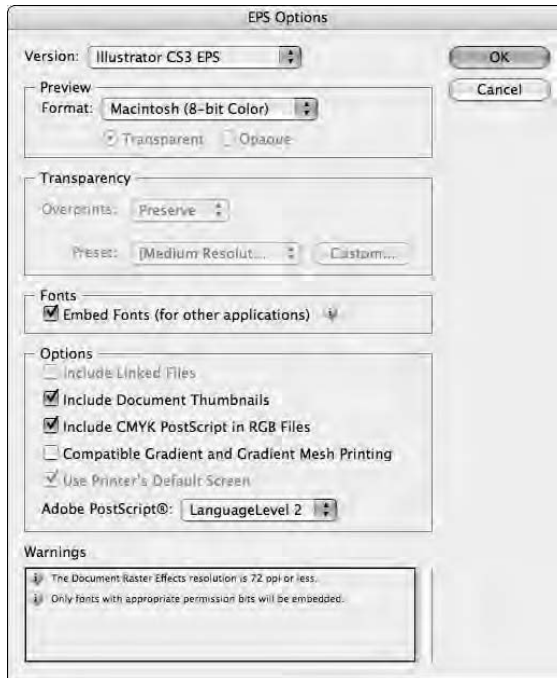 EPS Options
Version: Illustrator CS3 EPS
OK
Cancel
Preview
Format: Macintosh (8-bit Color)
Transparent Opaque
Transparency
Overprints: Preserve
Preset: [Medium Resolut... Custom...
Fonts
Embed Fonts (for other applications)
Options
Include Linked Files
Include Document Thumbnails
Include CMYK PostScript in RGB Files
Compatible Gradient and Gradient Mesh Printing
Use Printer's Default Screen
Adobe PostScript®: LanguageLevel 2
Warnings
The Document Raster Effects resolution is 72 ppi or less.
Only fonts with appropriate permission bits will be embedded.